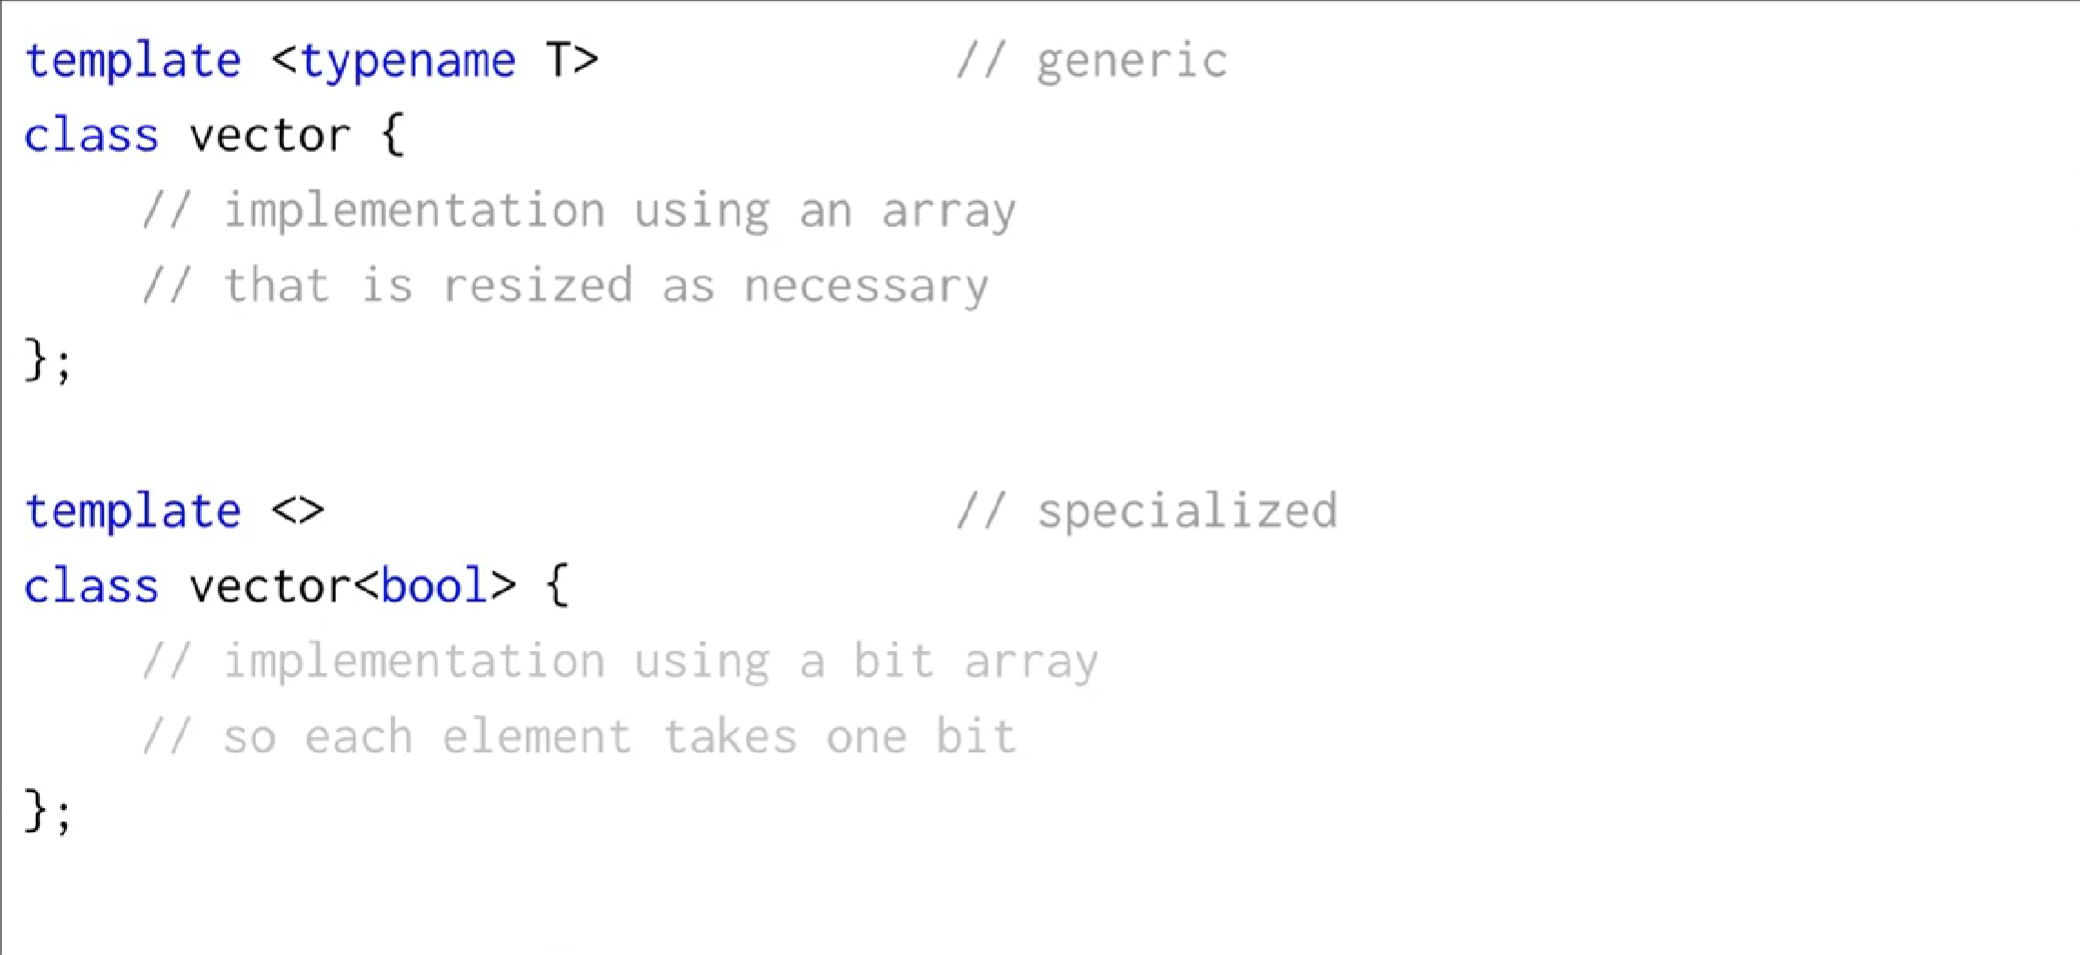 template <typename T>                // generic
class vector {
    // implementation using an array
    // that is resized as necessary
};

template <>                          // specialized
class vector<bool> {
    // implementation using a bit array
    // so each element takes one bit
};